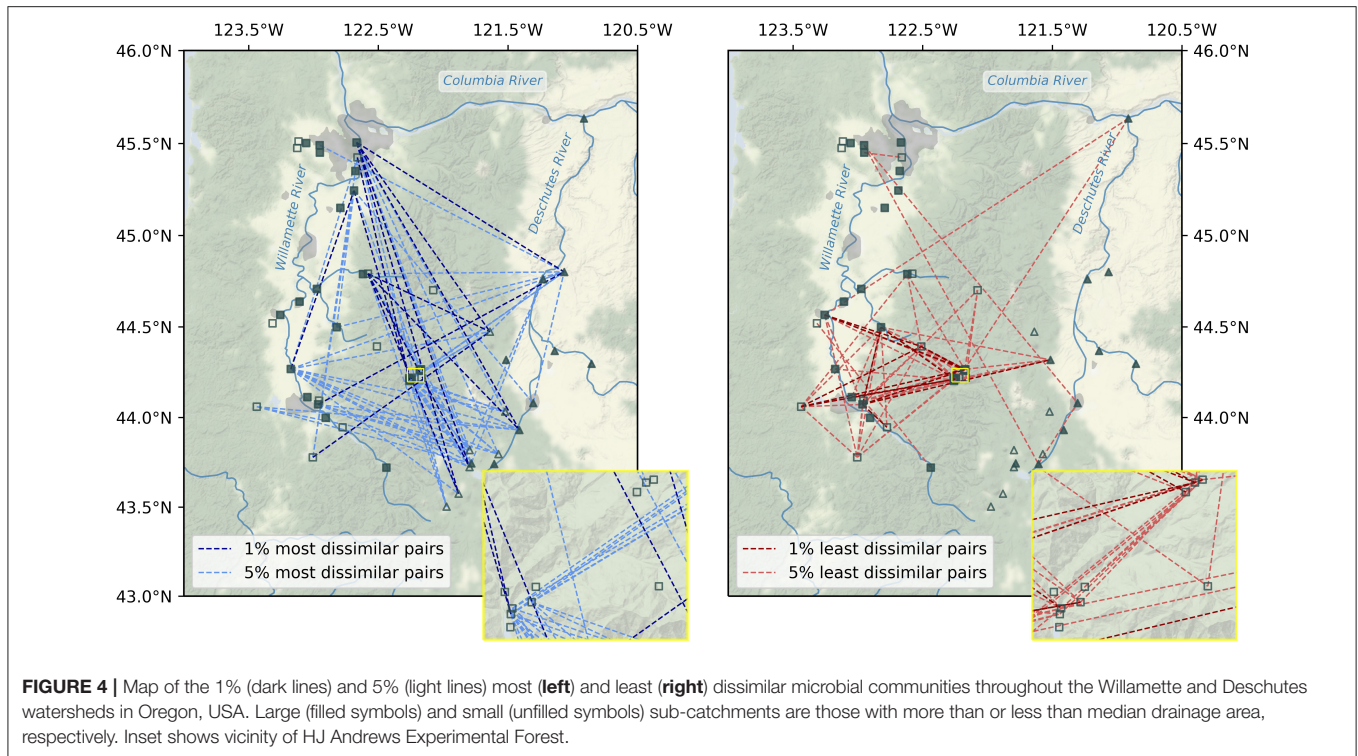 123.5°W 122.5°W 121.5°W 120.5°W
123.5°W 122.5°W 121.5°W 120.5°W
46.0°N
45.5°N
45.0°N
44.5°N
44.0°N
43.5°N
43.0°N
Columbia River
Willamette River
Deschutes River
1% most dissimilar pairs
5% most dissimilar pairs
Columbia River
Willamette River
Deschutes River
46.0°N
45.5°N
45.0°N
44.5°N
44.0°N
1% least dissimilar pairs
5% least dissimilar pairs
FIGURE 4 | Map of the 1% (dark lines) and 5% (light lines) most (left) and least (right) dissimilar microbial communities throughout the Willamette and Deschutes
watersheds in Oregon, USA. Large (filled symbols) and small (unfilled symbols) sub-catchments are those with more than or less than median drainage area,
respectively. Inset shows vicinity of HJ Andrews Experimental Forest.